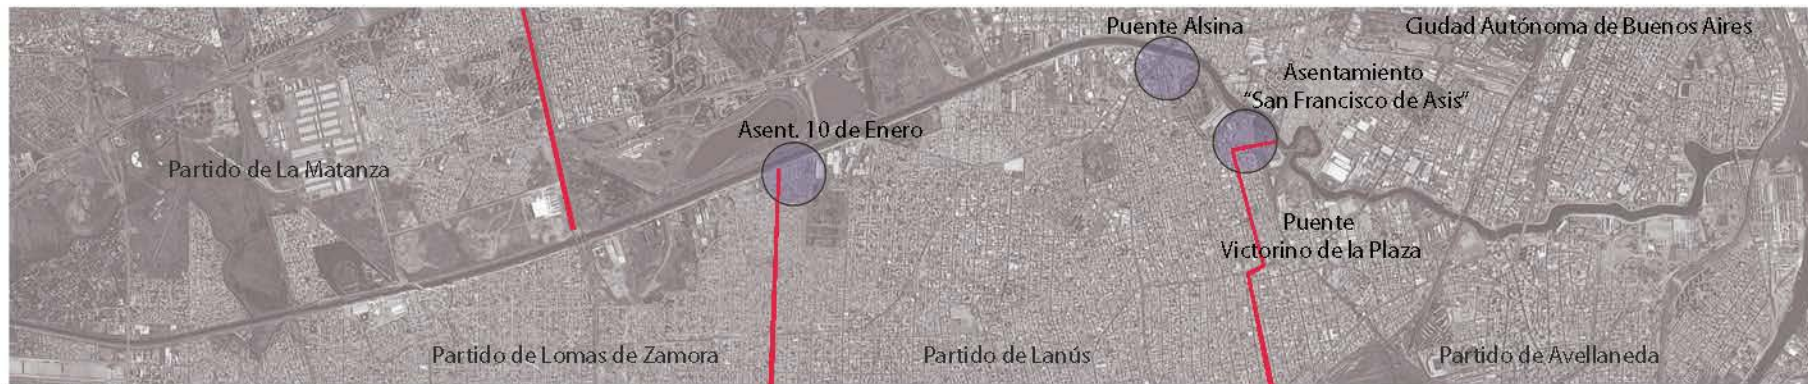 Puente Alsina
Ciudad Autónoma de Buenos Aires
Asentamiento
"San Francisco de Asis"
Asent. 10 de Enero
Partido de La Matanza
Puente
Victorino de la Plaza
Partido de Lomas de Zamora
Partido de Lanús
Partido de Avellaneda